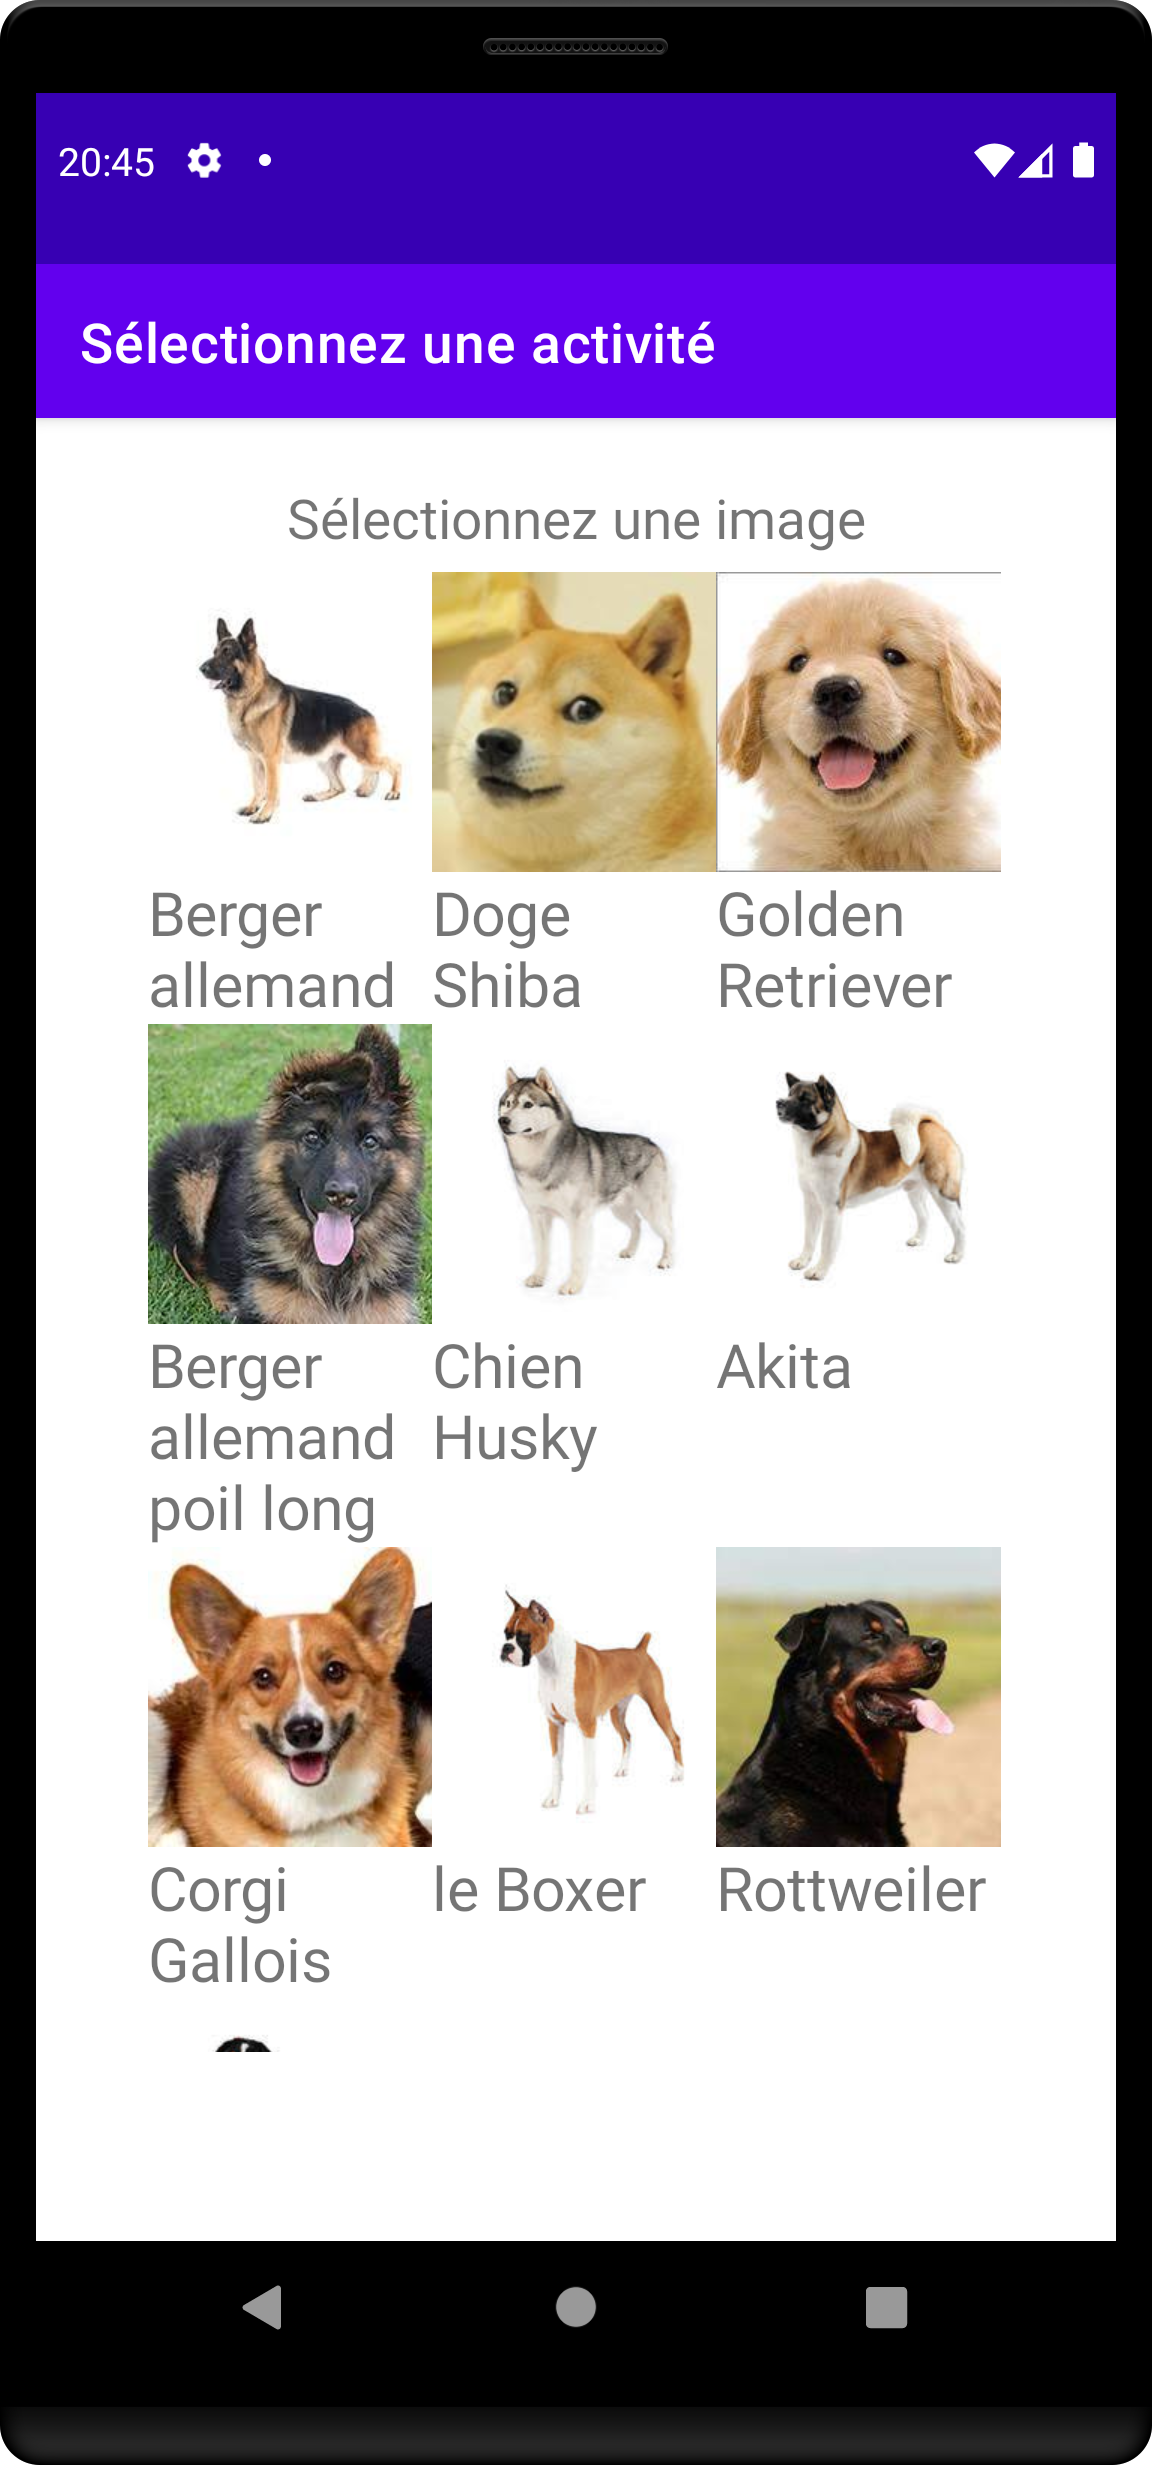 20:45
Sélectionnez une activité
Sélectionnez une image
Berger
allemand
Doge
Shiba
Golden
Retriever
Berger
allemand
poil long
Chien
Husky
Akita
Corgi
Gallois
le Boxer
Rottweiler